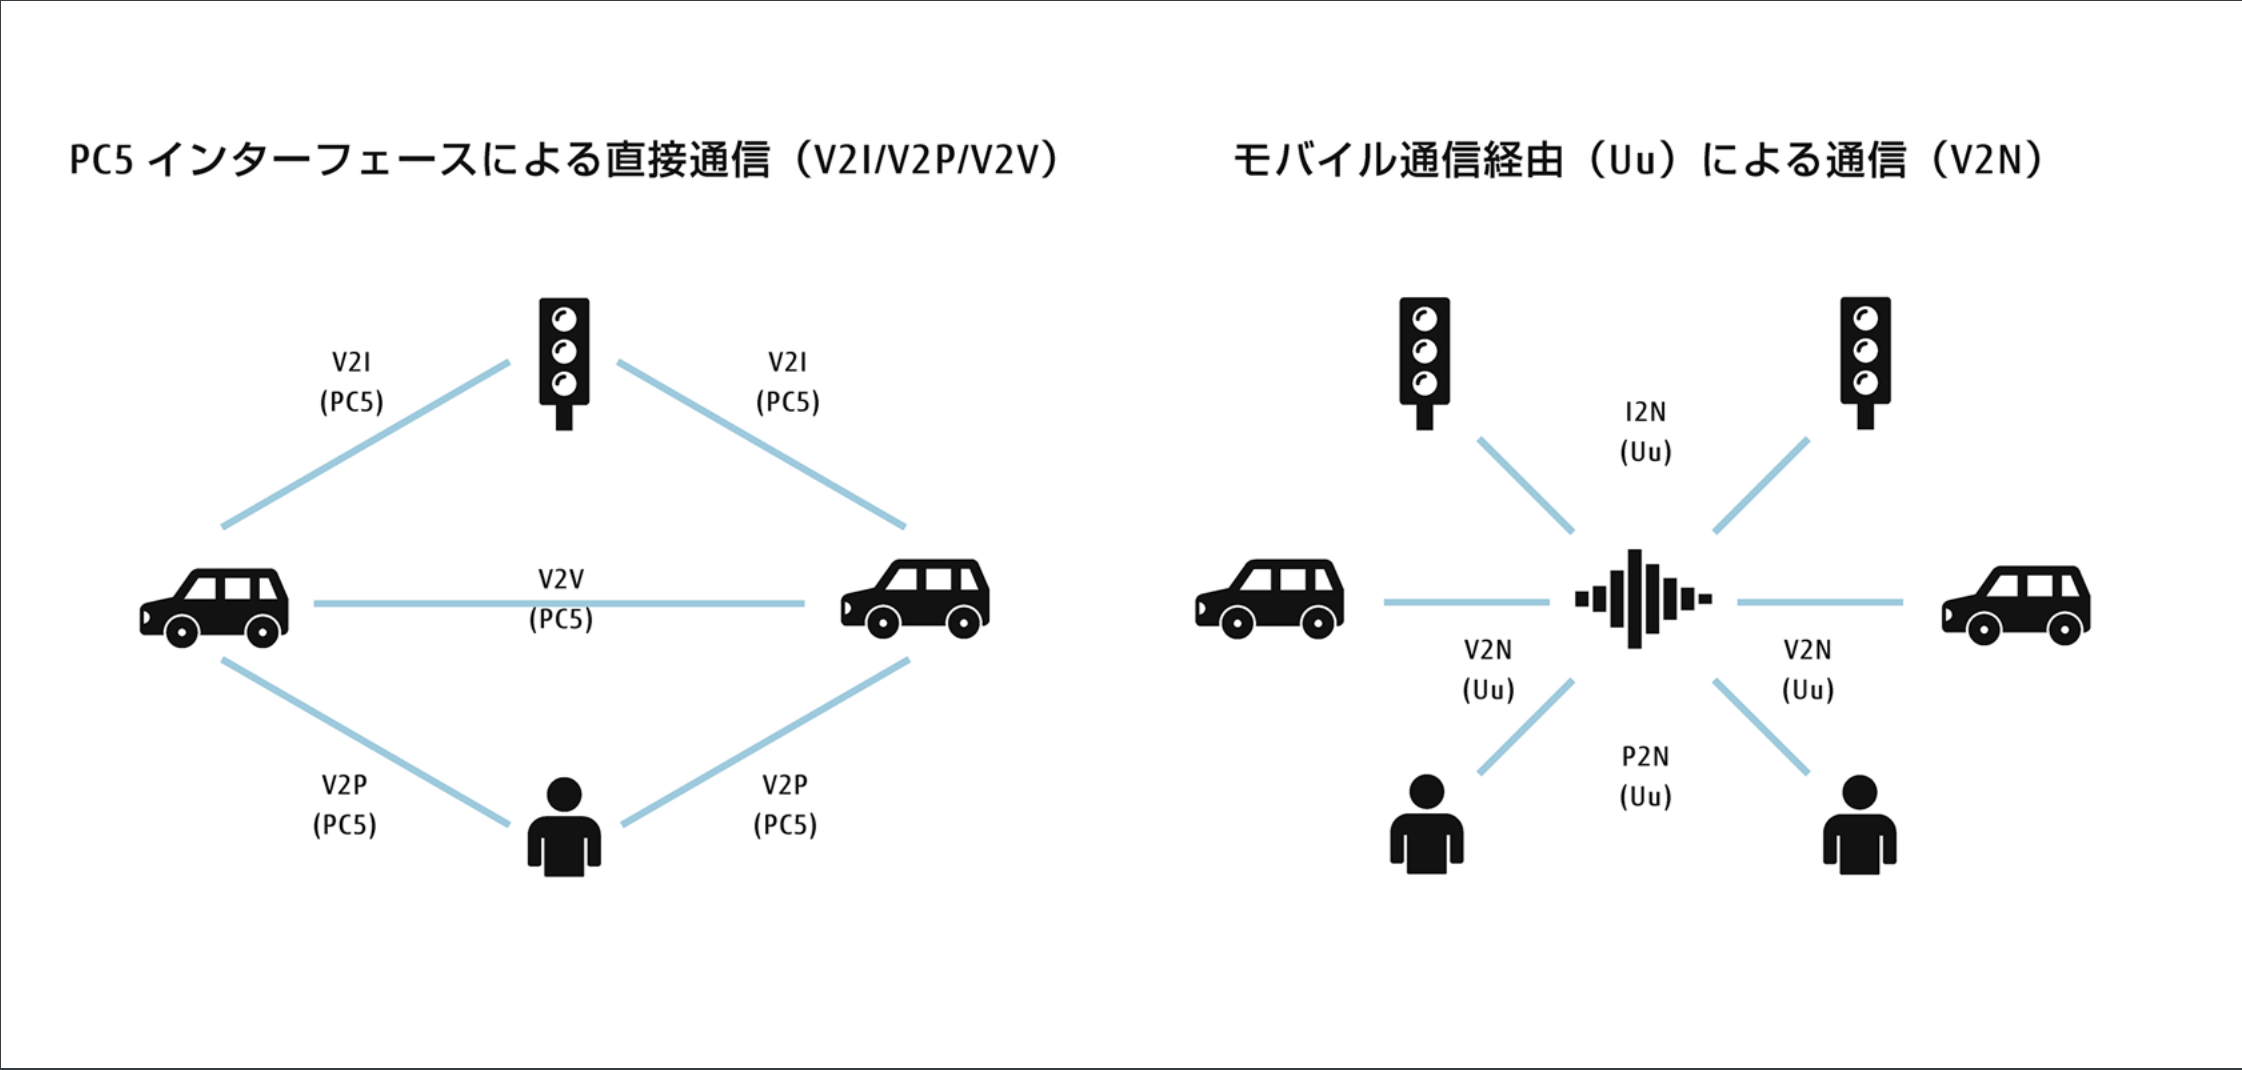 PC5 インターフェースによる直接通信（V2I/V2P/V2V）
V2I
(PC5)
V2I
(PC5)
V2V
(PC5)
V2P
(PC5)
V2P
(PC5)
モバイル通信経由（Uu）による通信（V2N）
I2N
(Uu)
V2N
(Uu)
V2N
(Uu)
P2N
(Uu)